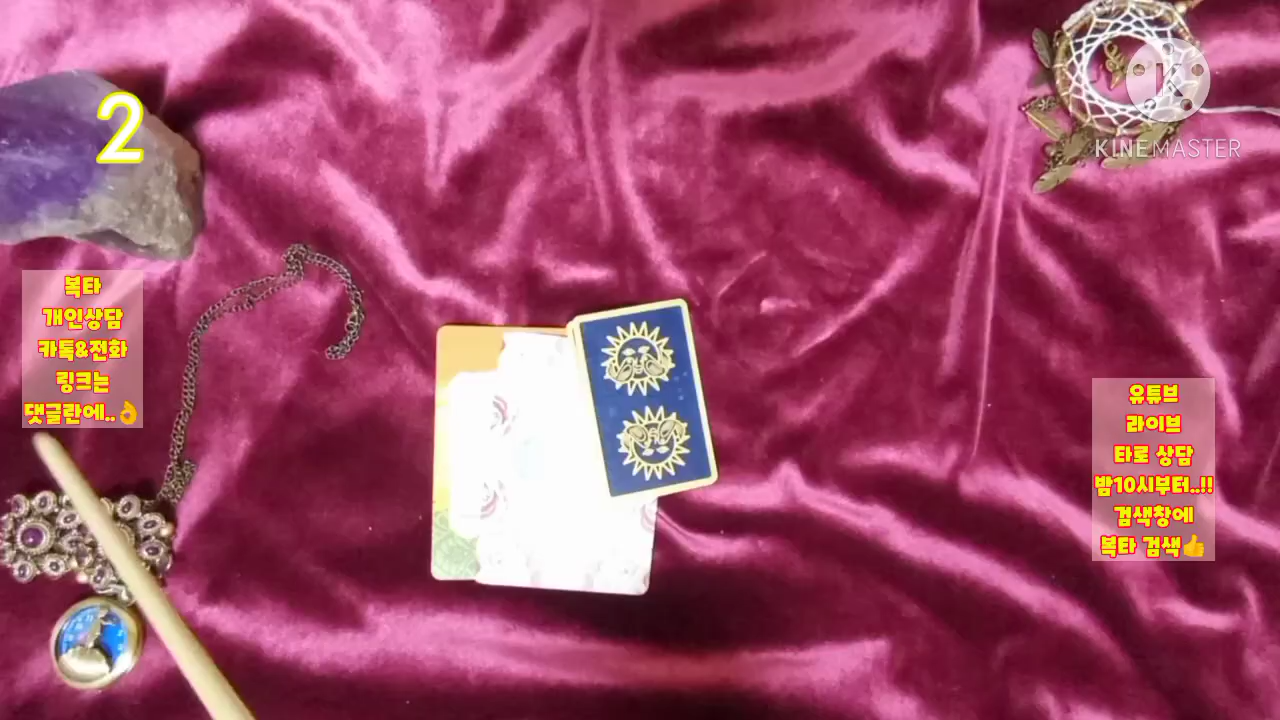 2
KINEMASTER
복타
개인상담
카톡&전화
링크는
댓글란에..👌
유튜브
라이브
타로 상담
밤10시부터..!!
검색창에
복타 검색👍